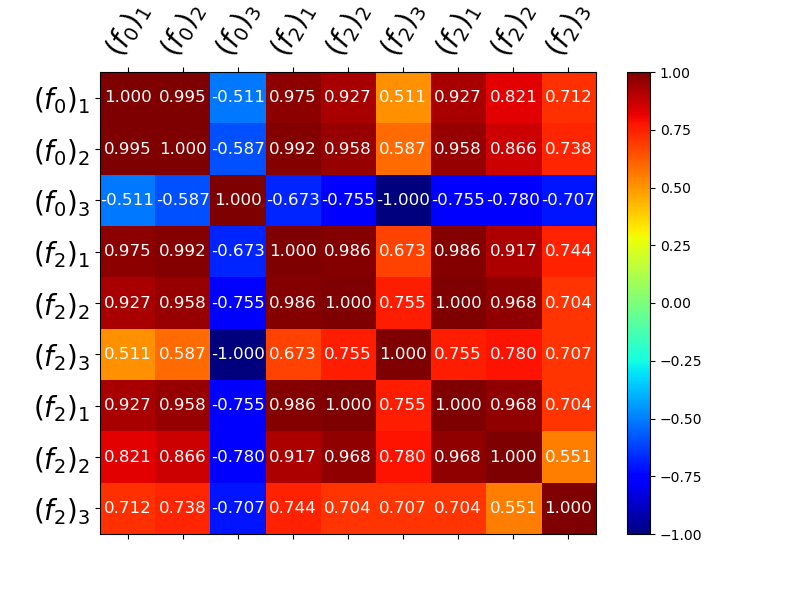 (f₀)₁ (f₀)₂ (f₀)₃ (f₂)₁ (f₂)₂ (f₂)₃ (f₂)₁ (f₂)₂ (f₂)₃
(f₀)₁ 1.000 0.995 -0.511 0.975 0.927 0.511 0.927 0.821 0.712
(f₀)₂ 0.995 1.000 -0.587 0.992 0.958 0.587 0.958 0.866 0.738
(f₀)₃ -0.511 -0.587 1.000 -0.673 -0.755 -1.000 -0.755 -0.780 -0.707
(f₂)₁ 0.975 0.992 -0.673 1.000 0.986 0.673 0.986 0.917 0.744
(f₂)₂ 0.927 0.958 -0.755 0.986 1.000 0.755 1.000 0.968 0.704
(f₂)₃ 0.511 0.587 -1.000 0.673 0.755 1.000 0.755 0.780 0.707
(f₂)₁ 0.927 0.958 -0.755 0.986 1.000 0.755 1.000 0.968 0.704
(f₂)₂ 0.821 0.866 -0.780 0.917 0.968 0.780 0.968 1.000 0.551
(f₂)₃ 0.712 0.738 -0.707 0.744 0.704 0.707 0.704 0.551 1.000
1.00
0.75
0.50
0.25
0.00
−0.25
−0.50
−0.75
−1.00